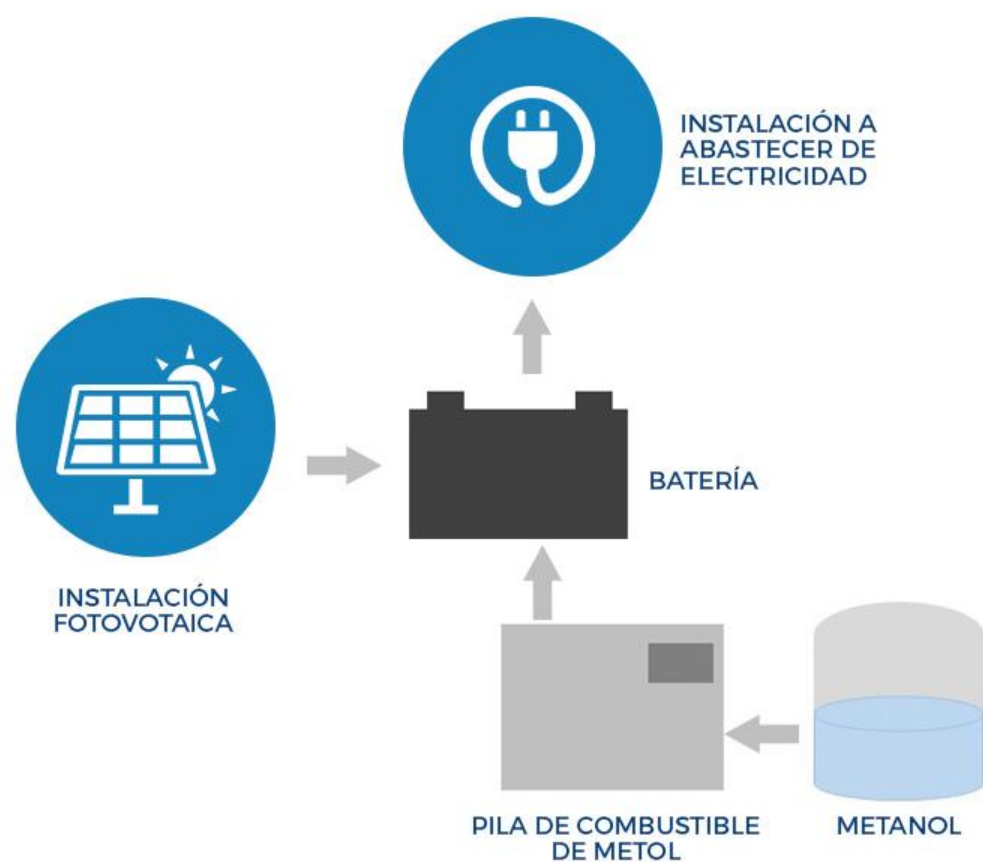 INSTALACIÓN A
ABASTECER DE
ELECTRICIDAD
BATERÍA
INSTALACIÓN
FOTOVOTAICA
PILA DE COMBUSTIBLE
DE METOL
METANOL